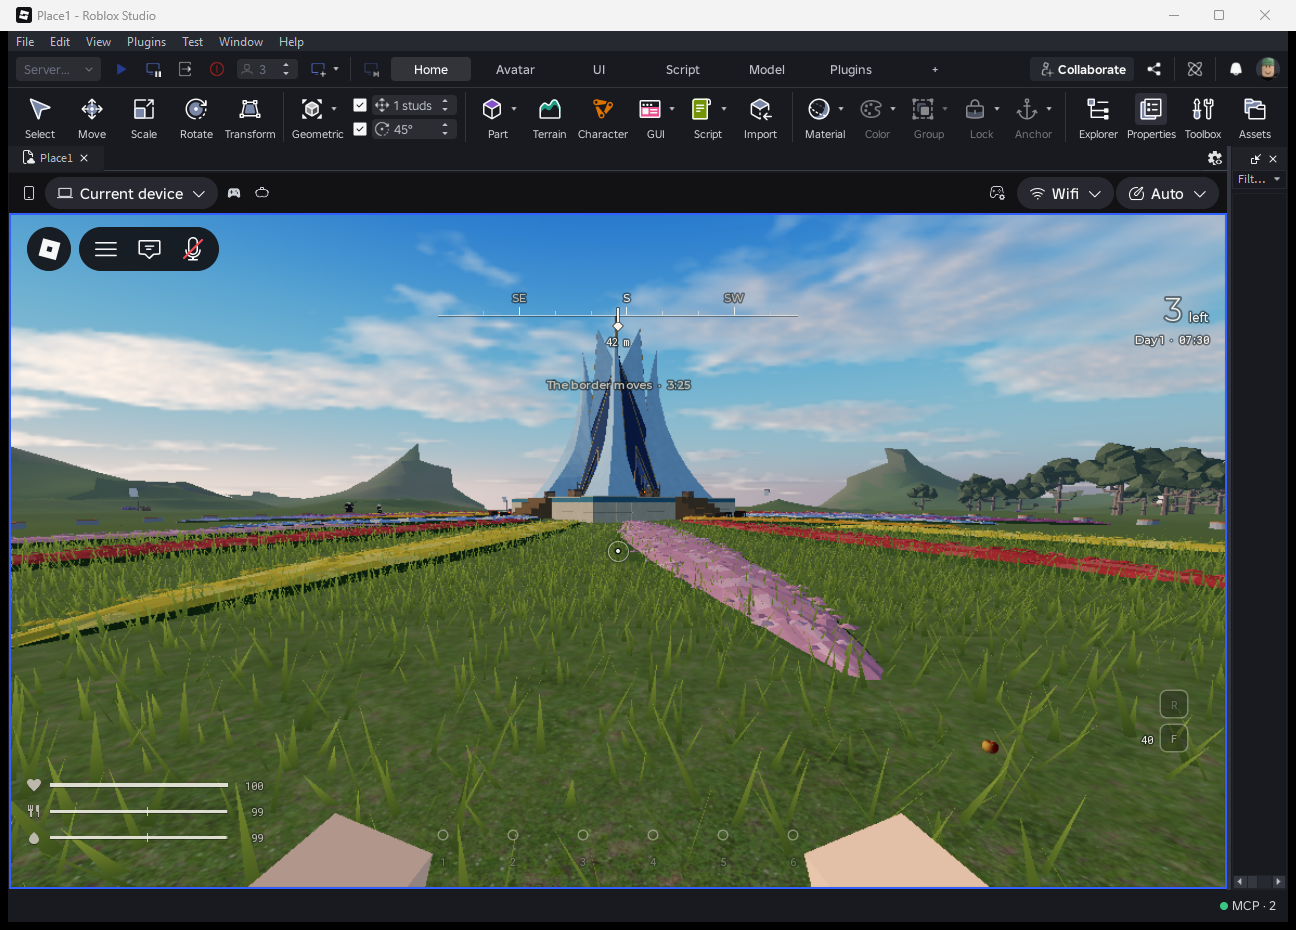 Place1 - Roblox Studio
File Edit View Plugins Test Window Help
Server... 3 Home Avatar UI Script Model Plugins + Collaborate
1 studs
45°
Select Move Scale Rotate Transform Geometric Part Terrain Character GUI Script Import Material Color Group Lock Anchor Explorer Properties Toolbox Assets
Place1
Filt...
Current device Wifi Auto
SE S SW
3 left
42 m
Day1 · 07:30
The border moves · 3:25
R
40 F
100
99
99
1 2 3 4 5 6
MCP · 2